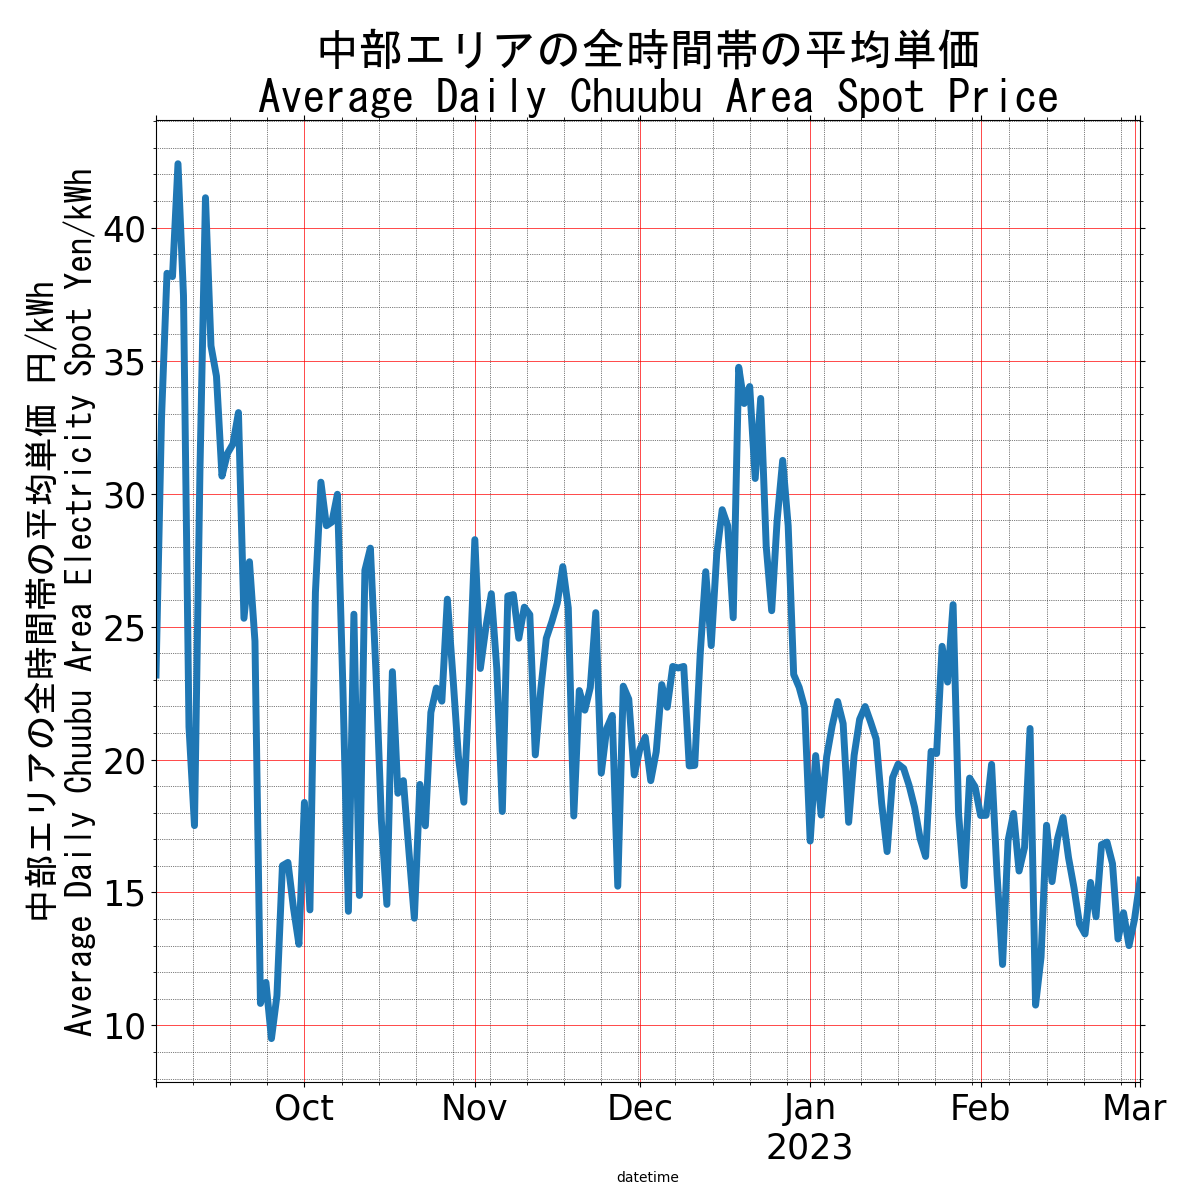 中部エリアの全時間帯の平均単価
Average Daily Chuubu Area Spot Price
中部エリアの全時間帯の平均単価 円/kWh
Average Daily Chuubu Area Electricity Spot Yen/kWh
40
35
30
25
20
15
10
Oct
Nov
Dec
Jan
2023
Feb
Mar
datetime